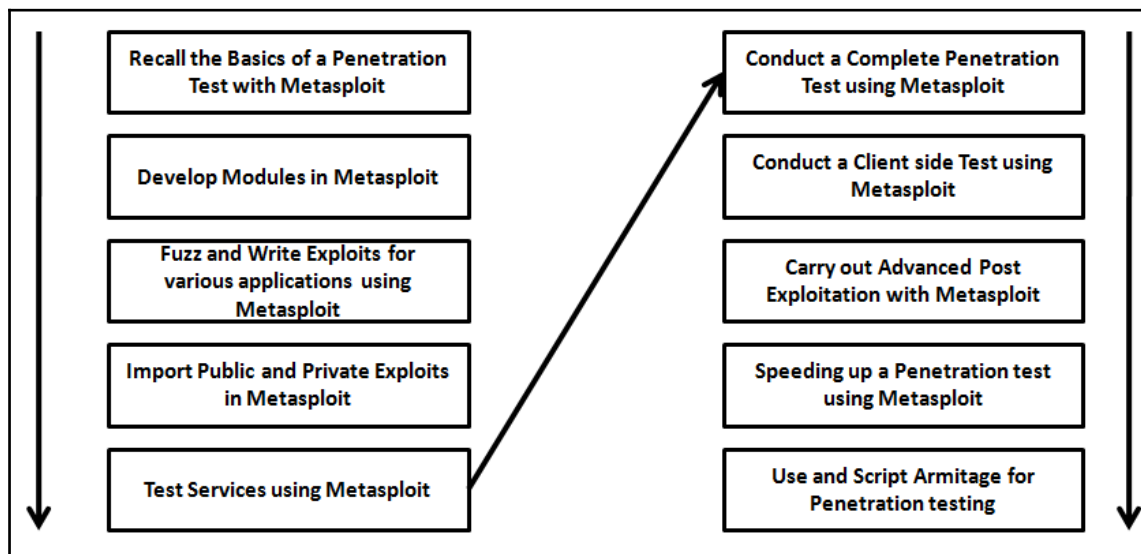 Recall the Basics of a Penetration
Test with Metasploit
Develop Modules in Metasploit
Fuzz and Write Exploits for
various applications using
Metasploit
Import Public and Private Exploits
in Metasploit
Test Services using Metasploit
Conduct a Complete Penetration
Test using Metasploit
Conduct a Client side Test using
Metasploit
Carry out Advanced Post
Exploitation with Metasploit
Speeding up a Penetration test
using Metasploit
Use and Script Armitage for
Penetration testing